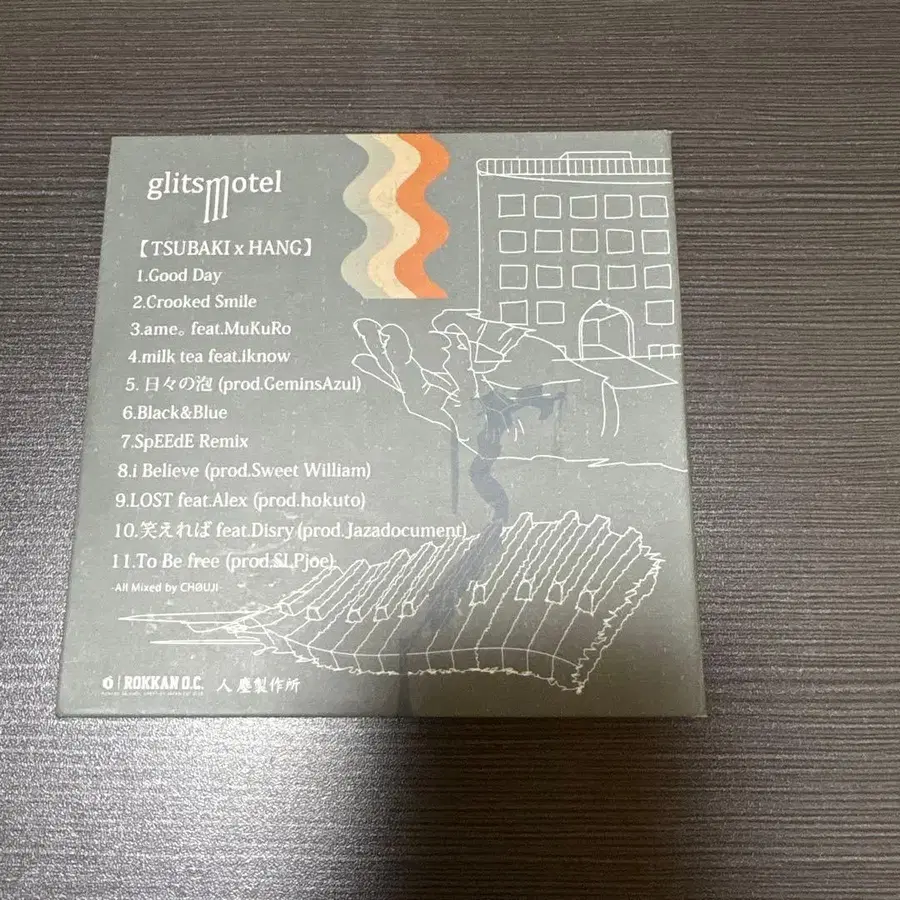 glitsmotel
【TSUBAKI x HANG】
1.Good Day
2.Crooked Smile
3.ame。feat.MuKuRo
4.milk tea feat.iknow
5. 日々の泡 (prod.GeminsAzul)
6.Black&Blue
7.SpEEdE Remix
8.i Believe (prod.Sweet William)
9.LOST feat.Alex (prod.hokuto)
10.笑えれば feat.Disry (prod.Jazadocument)
11.To Be free (prod.SLPjoe)
-All Mixed by CHØUJI-
ROKKAN O.C. 人塵製作所